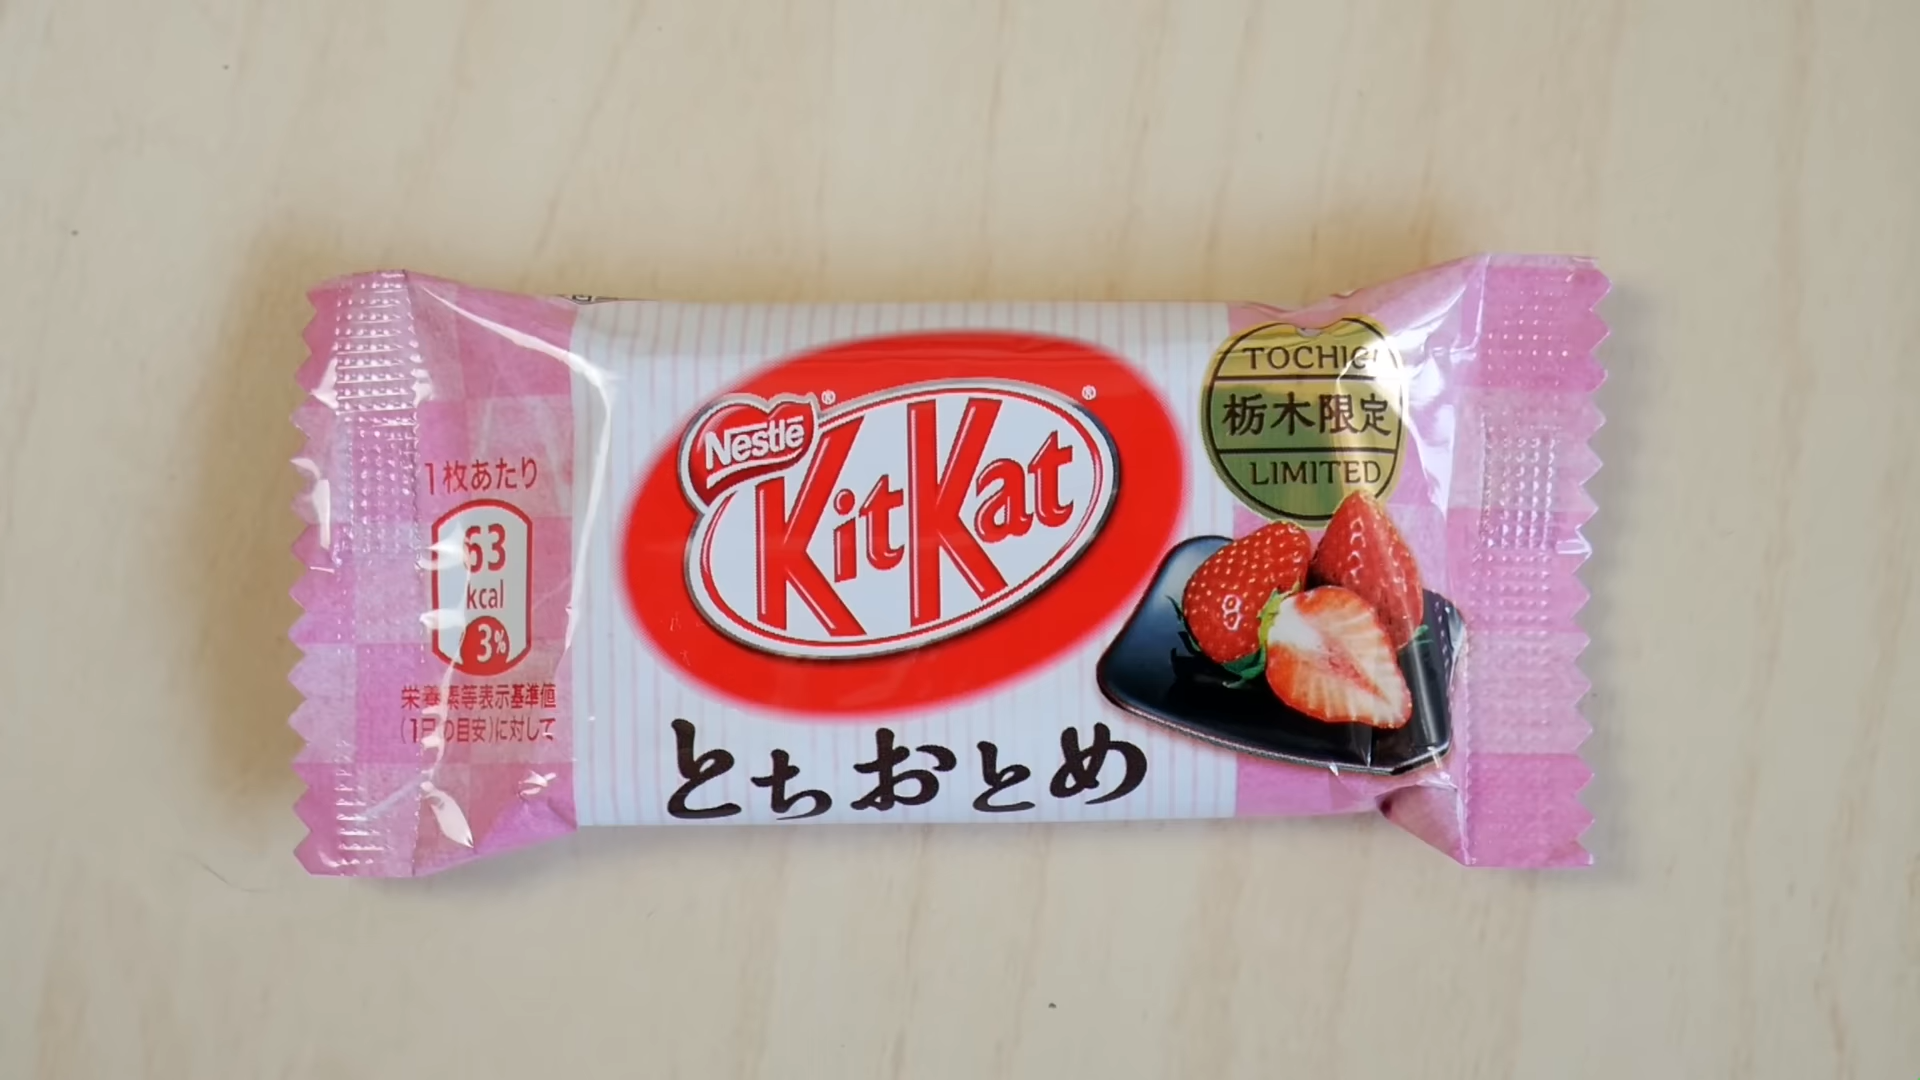 1枚あたり
63
kcal
3%
栄養素等表示基準値
(1日の目安)に対して
Nestlé®
KitKat®
とちおとめ
TOCHIGI
栃木限定
LIMITED